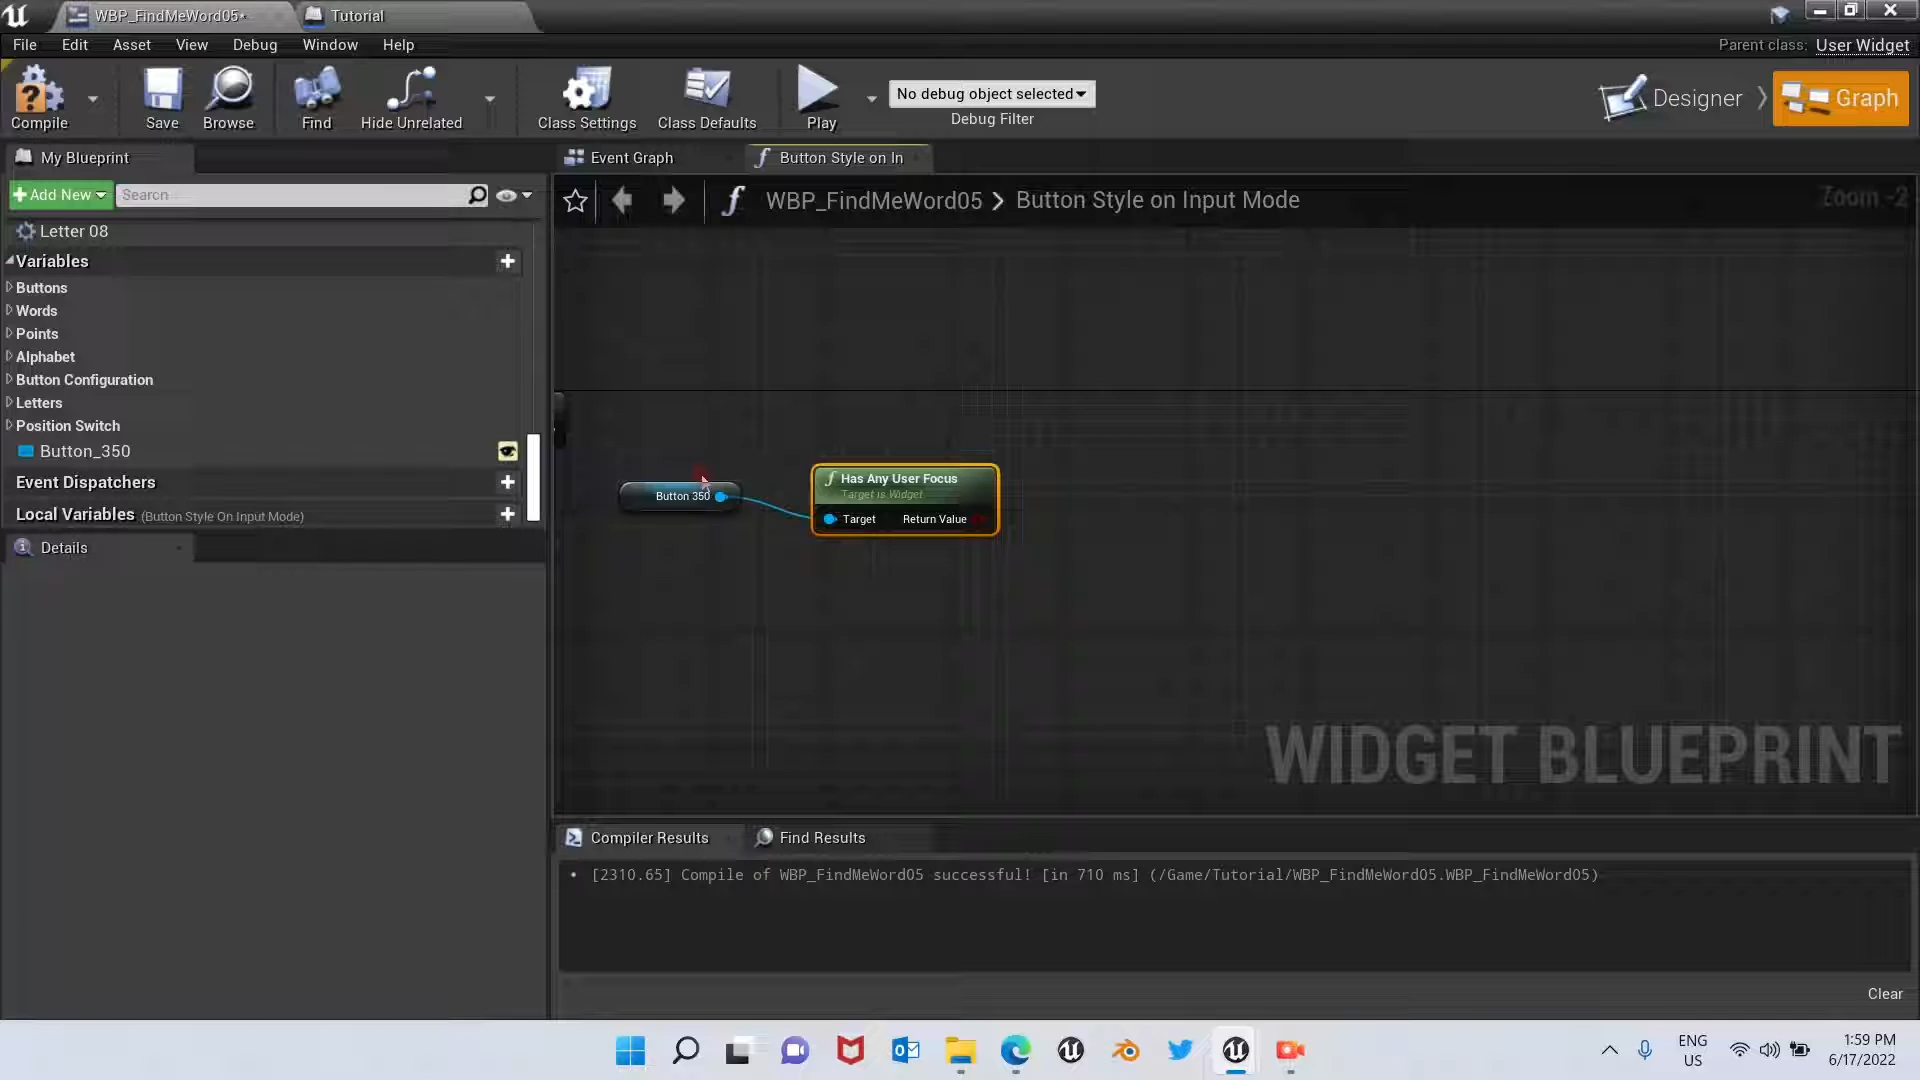 WBP_FindMeWord05*
Tutorial
File Edit Asset View Debug Window Help
Parent class: User Widget
Compile Save Browse Find Hide Unrelated Class Settings Class Defaults Play
No debug object selected
Debug Filter
Designer Graph
My Blueprint
Event Graph
Button Style on In
Add New Search
WBP_FindMeWord05 > Button Style on Input Mode
Zoom -2
Letter 08
Variables
Buttons
Words
Points
Alphabet
Button Configuration
Letters
Position Switch
Button_350
Event Dispatchers
Local Variables (Button Style On Input Mode)
Details
Button 350
Has Any User Focus
Target is Widget
Target Return Value
WIDGET BLUEPRINT
Compiler Results
Find Results
[2310.65] Compile of WBP_FindMeWord05 successful! [in 710 ms] (/Game/Tutorial/WBP_FindMeWord05.WBP_FindMeWord05)
Clear
ENG
US
1:59 PM
6/17/2022